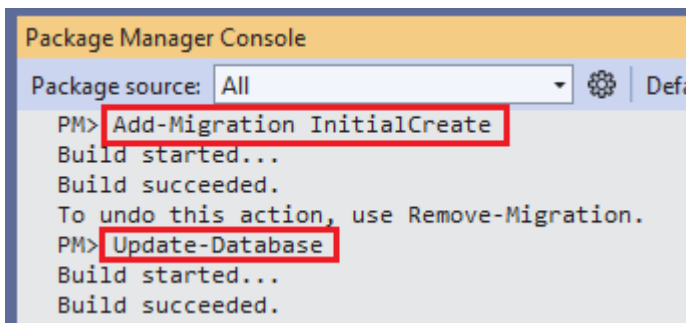 Package Manager Console
Package source: All Defa
PM> Add-Migration InitialCreate
Build started...
Build succeeded.
To undo this action, use Remove-Migration.
PM> Update-Database
Build started...
Build succeeded.